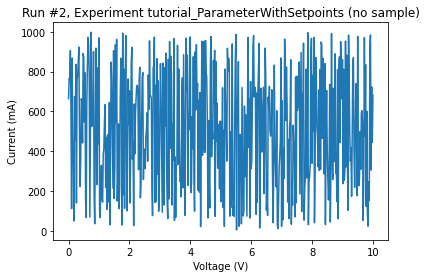 Run #2, Experiment tutorial_ParameterWithSetpoints (no sample)
1000
800
600
400
200
0
Current (mA)
0 2 4 6 8 10
Voltage (V)